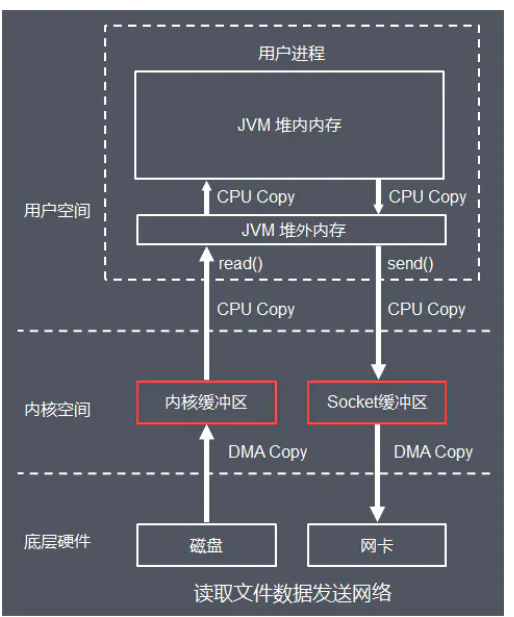 用户进程
JVM 堆内内存
CPU Copy
CPU Copy
用户空间
JVM 堆外内存
read()
send()
CPU Copy
CPU Copy
内核空间
内核缓冲区
Socket缓冲区
DMA Copy
DMA Copy
底层硬件
磁盘
网卡
读取文件数据发送网络